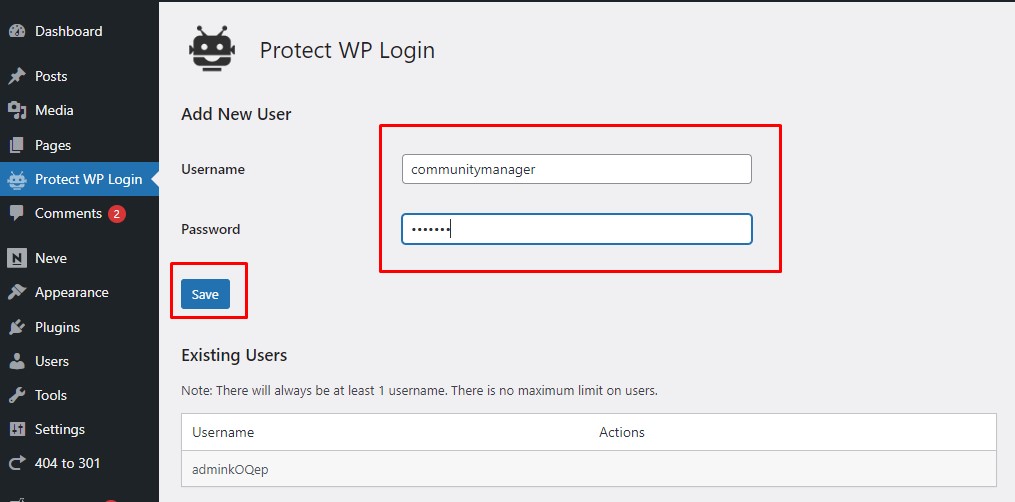 Dashboard
Posts
Media
Pages
Protect WP Login
Comments 2
Neve
Appearance
Plugins
Users
Tools
Settings
404 to 301
Protect WP Login
Add New User
Username communitymanager
Password •••••••
Save
Existing Users
Note: There will always be at least 1 username. There is no maximum limit on users.
Username Actions
adminkOQep